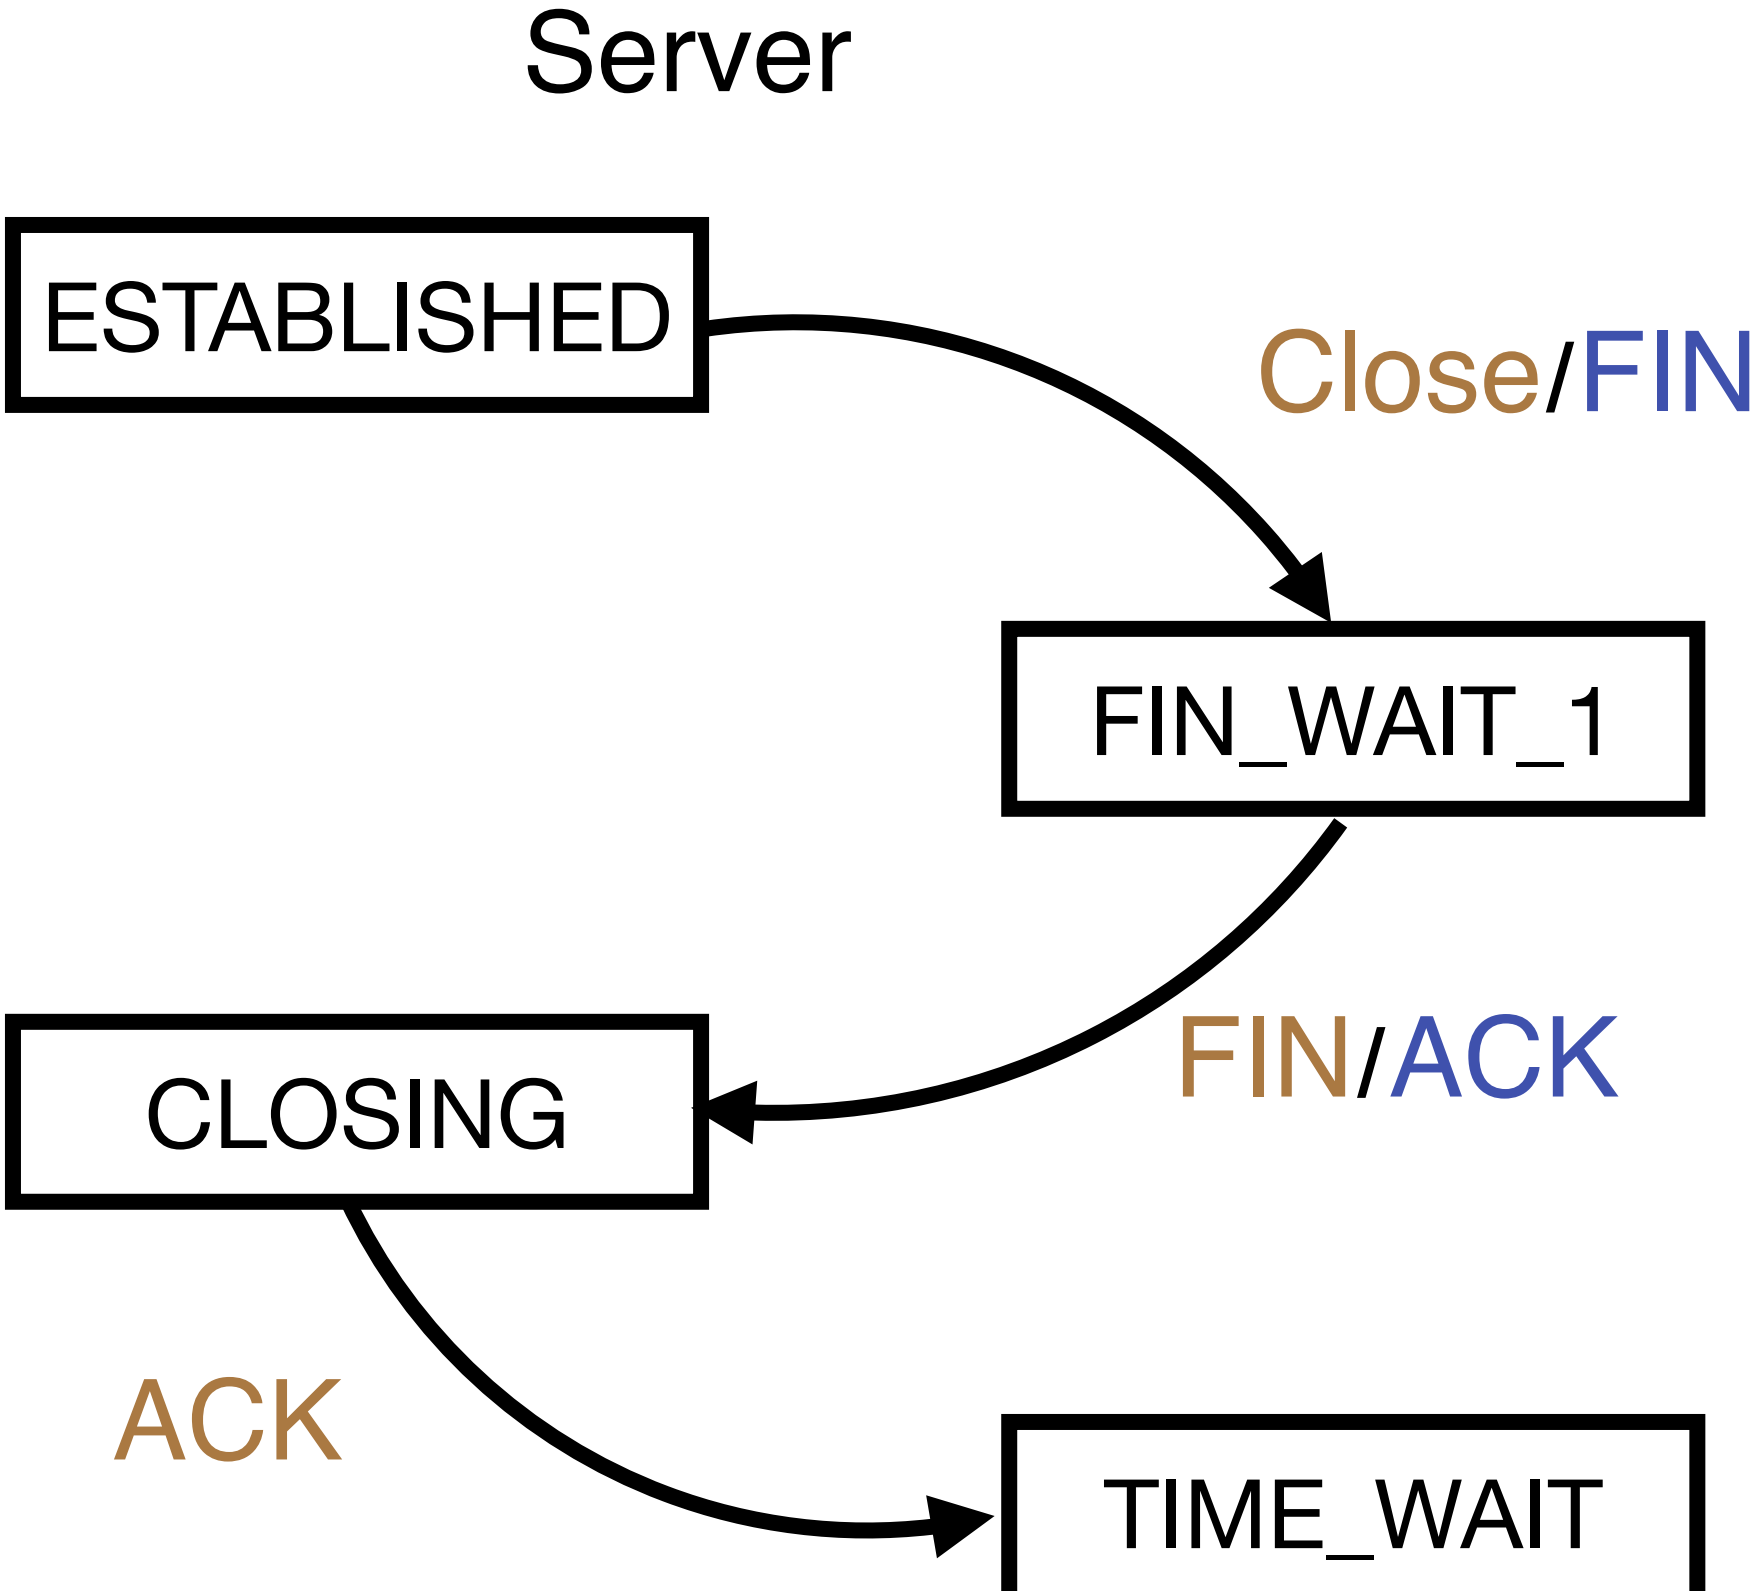 Server
ESTABLISHED
Close/FIN
FIN_WAIT_1
FIN/ACK
CLOSING
ACK
TIME_WAIT